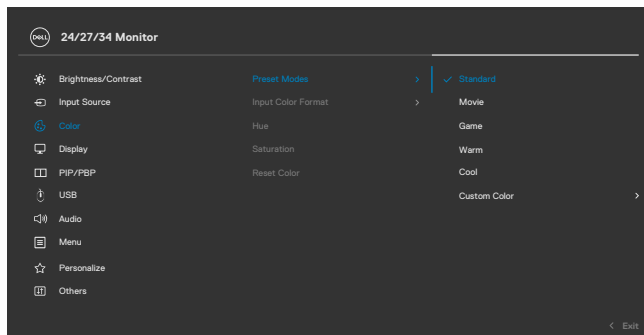 DELL 24/27/34 Monitor
Brightness/Contrast Preset Modes > ✓ Standard
Input Source Input Color Format > Movie
Color Hue Game
Display Saturation Warm
PIP/PBP Reset Color Cool
USB Custom Color >
Audio
Menu
Personalize
Others
< Exit